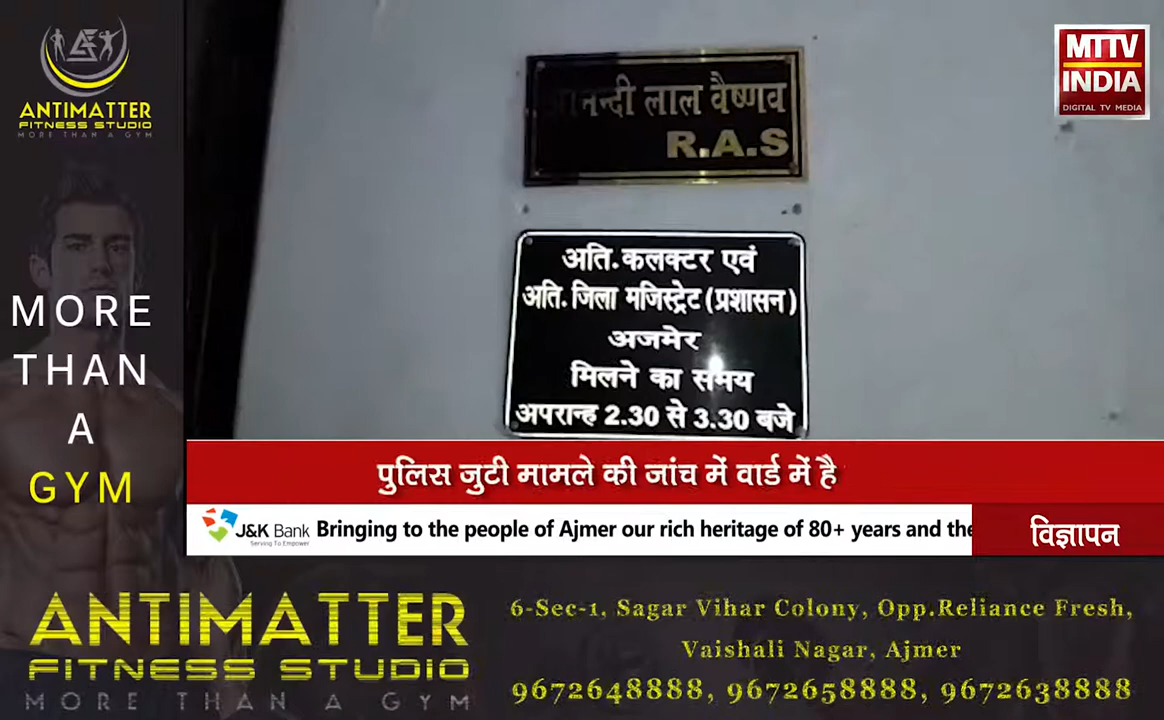 ANTIMATTER
FITNESS STUDIO
MORE THAN A GYM
MORE
THAN
A
GYM
लाल वैष्णव
R.A.S
अति.कलक्टर एवं
अति.जिला मजिस्ट्रेट (प्रशासन)
अजमेर
मिलने का समय
अपरान्ह 2.30 से 3.30 बजे
MTTV
INDIA
DIGITAL TV MEDIA
पुलिस जुटी मामले की जांच में वार्ड में है
J&K Bank
Serving To Empower
Bringing to the people of Ajmer our rich heritage of 80+ years and the
विज्ञापन
ANTIMATTER
FITNESS STUDIO
MORE THAN A GYM
6-Sec-1, Sagar Vihar Colony, Opp.Reliance Fresh,
Vaishali Nagar, Ajmer
9672648888, 9672658888, 9672638888